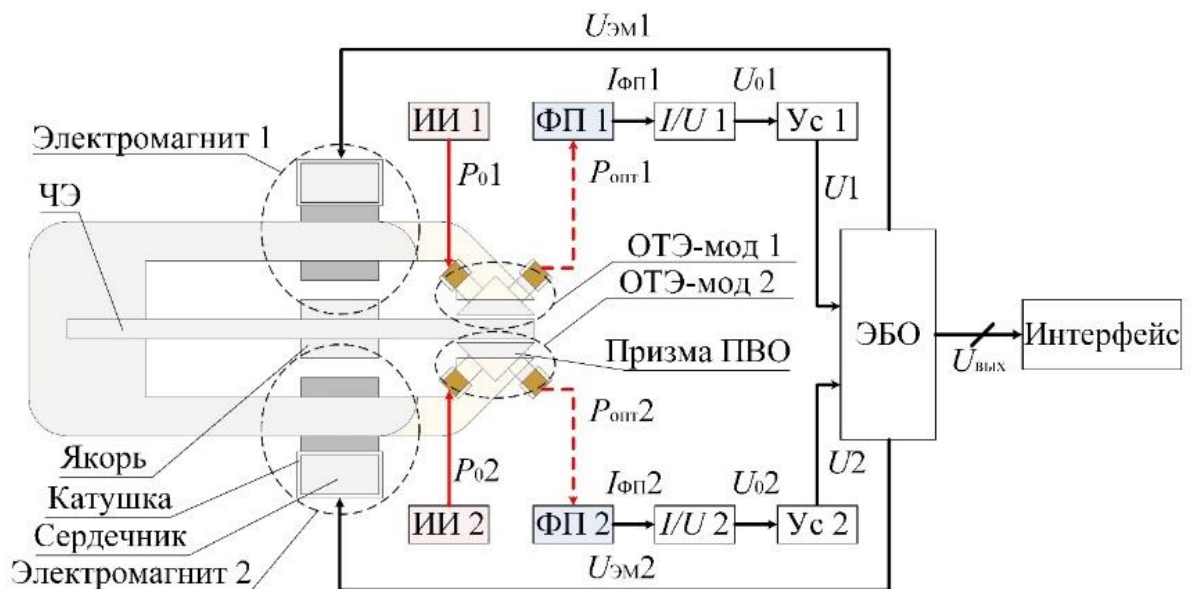 UЭМ1
IФП1
U01
ИИ 1
ФП 1
I/U 1
Ус 1
Электромагнит 1
P01
Pопт1
U1
ЧЭ
ОТЭ-мод 1
ОТЭ-мод 2
ЭБО
Интерфейс
Uвых
Призма ПВО
Pопт2
Якорь
P02
U2
Катушка
IФП2
U02
Сердечник
ИИ 2
ФП 2
I/U 2
Ус 2
Электромагнит 2
UЭМ2